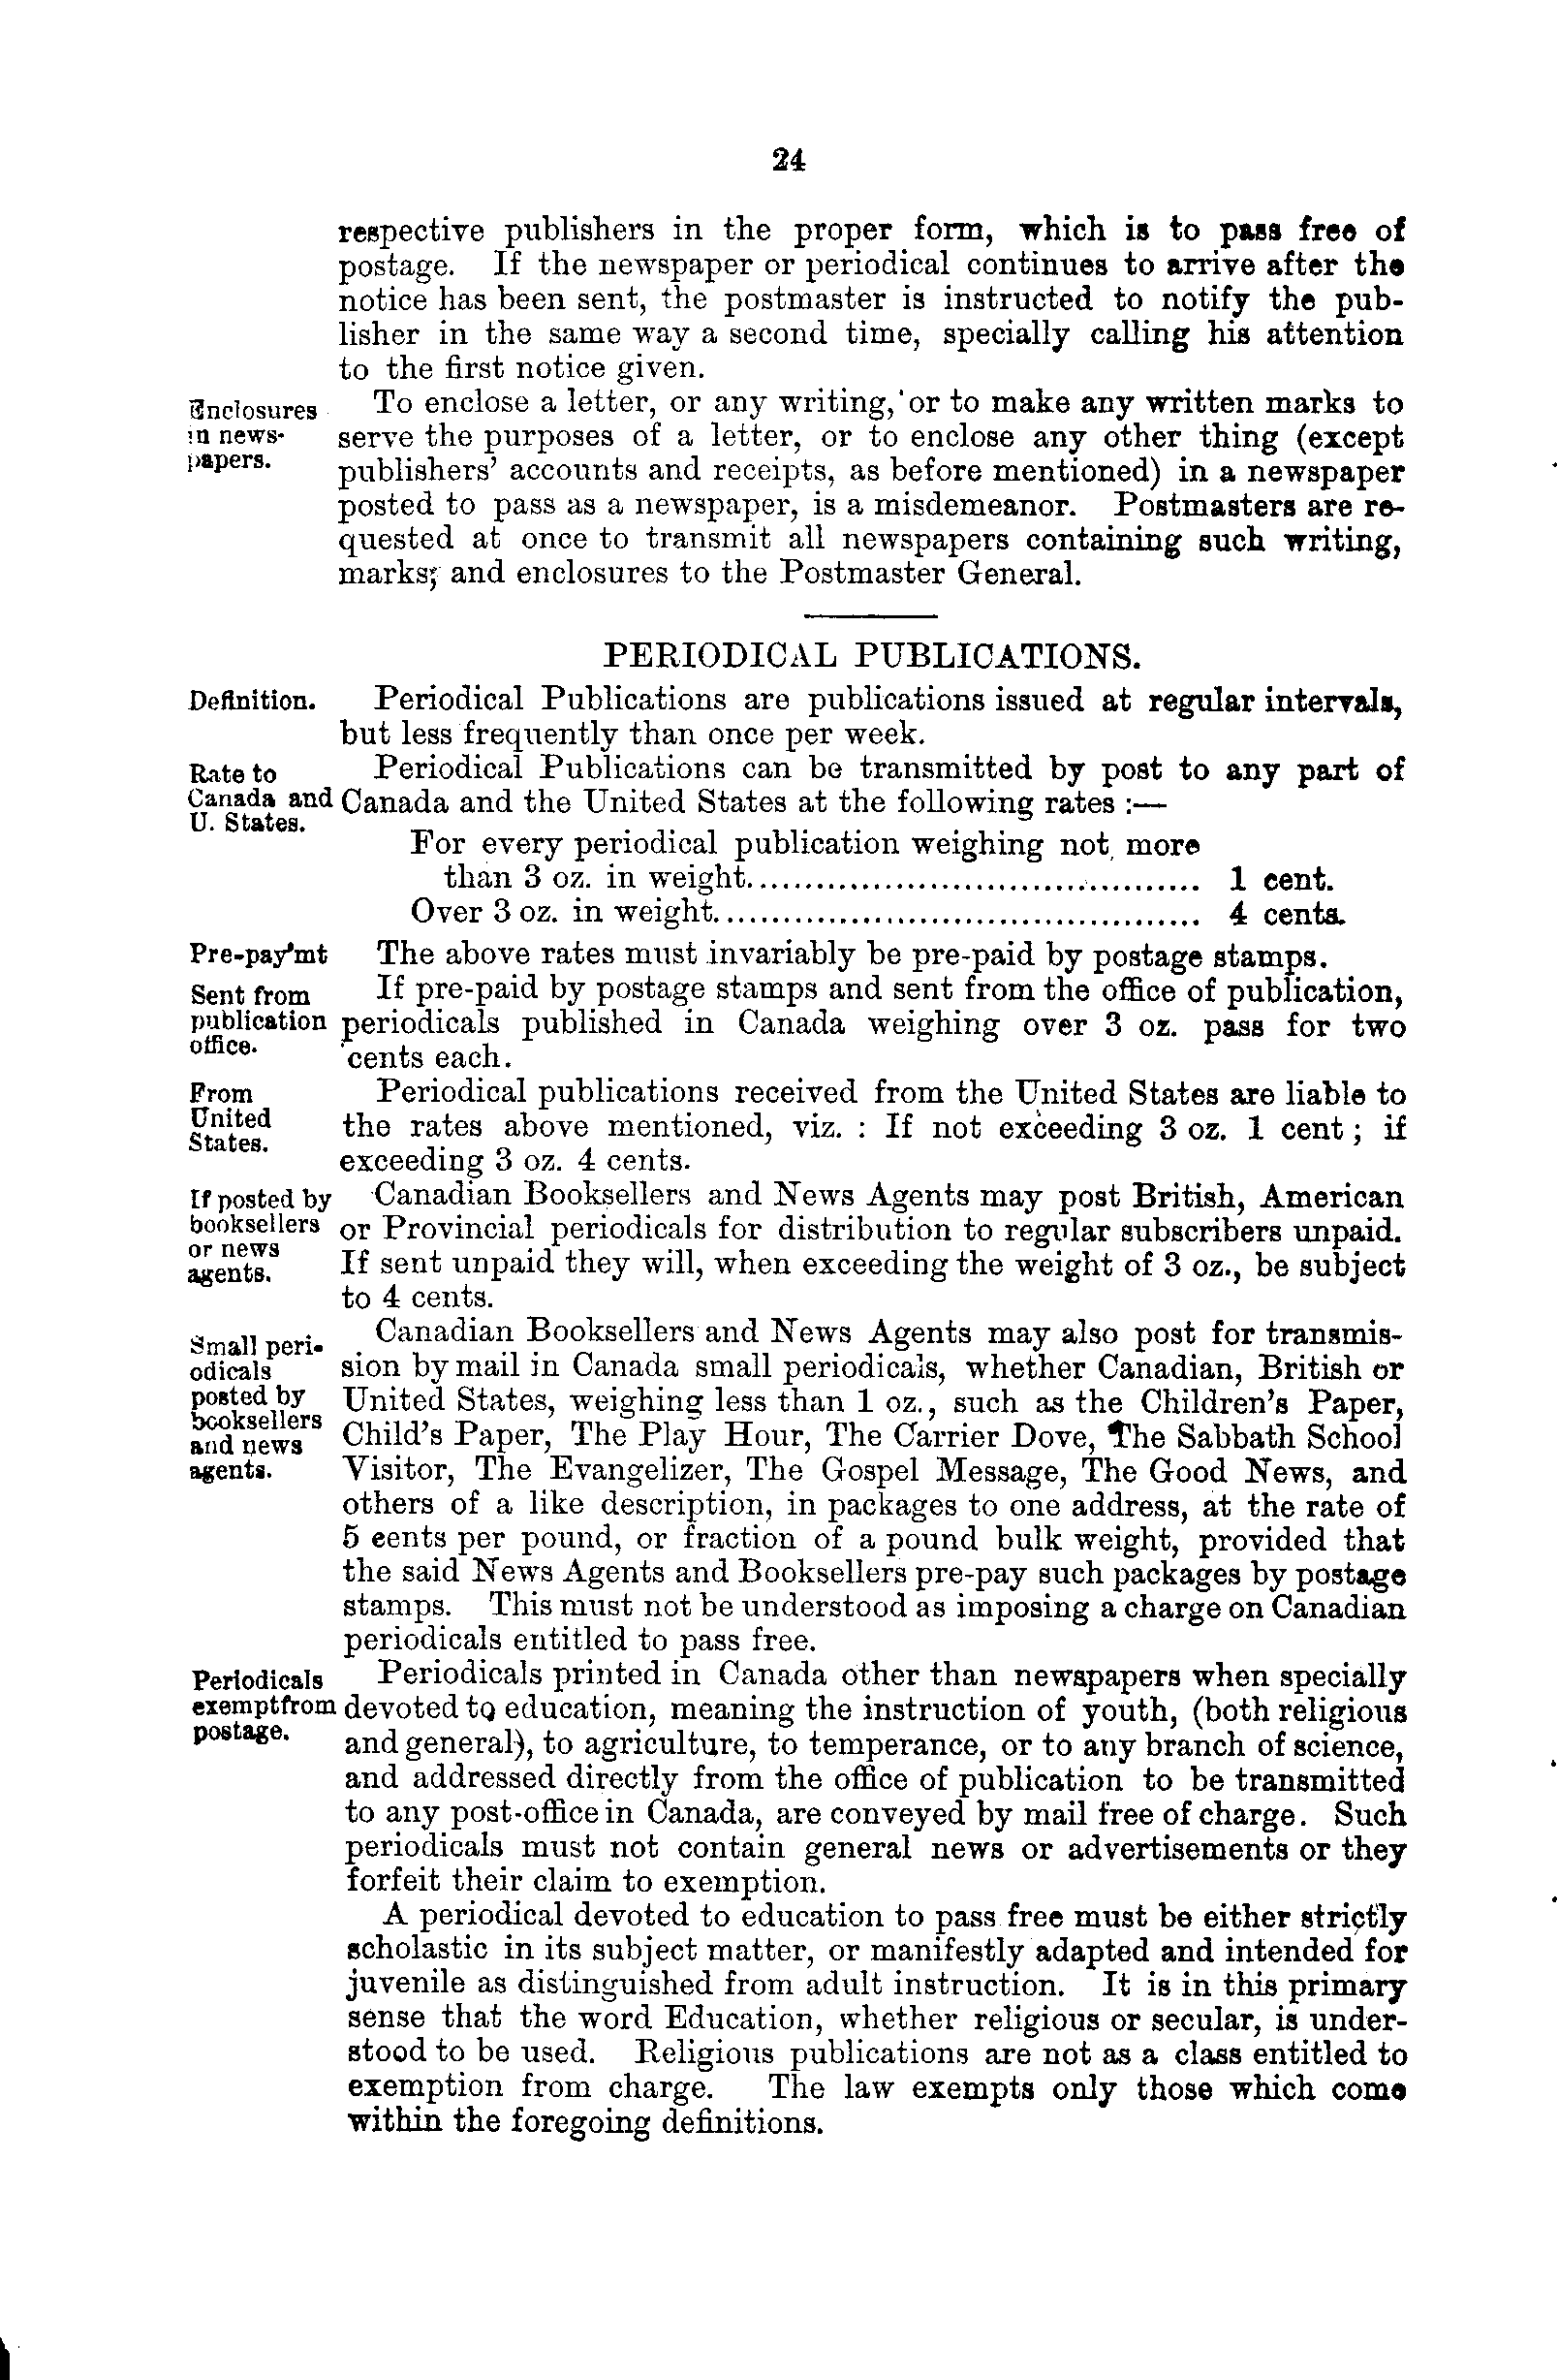 24
respective publishers in the proper form, which is to pass free of
postage. If the newspaper or periodical continues to arrive after the
notice has been sent, the postmaster is instructed to notify the pub-
lisher in the same way a second time, specially calling his attention
to the first notice given.
Enclosures
in news-
papers.
To enclose a letter, or any writing, or to make any written marks to
serve the purposes of a letter, or to enclose any other thing (except
publishers' accounts and receipts, as before mentioned) in a newspaper
posted to pass as a newspaper, is a misdemeanor. Postmasters are re-
quested at once to transmit all newspapers containing such writing,
marks; and enclosures to the Postmaster General.
PERIODICAL PUBLICATIONS.
Definition.
Periodical Publications are publications issued at regular intervals,
but less frequently than once per week.
Rate to
Canada and
U. States.
Periodical Publications can be transmitted by post to any part of
Canada and the United States at the following rates :—
For every periodical publication weighing not more
than 3 oz. in weight........................................ 1 cent.
Over 3 oz. in weight........................................... 4 cents.
Pre-pay'mt
The above rates must invariably be pre-paid by postage stamps.
Sent from
publication
office.
If pre-paid by postage stamps and sent from the office of publication,
periodicals published in Canada weighing over 3 oz. pass for two
cents each.
From
United
States.
Periodical publications received from the United States are liable to
the rates above mentioned, viz. : If not exceeding 3 oz. 1 cent ; if
exceeding 3 oz. 4 cents.
If posted by
booksellers
or news
agents.
Canadian Booksellers and News Agents may post British, American
or Provincial periodicals for distribution to regular subscribers unpaid.
If sent unpaid they will, when exceeding the weight of 3 oz., be subject
to 4 cents.
Small peri-
odicals
posted by
booksellers
and news
agents.
Canadian Booksellers and News Agents may also post for transmis-
sion by mail in Canada small periodicals, whether Canadian, British or
United States, weighing less than 1 oz., such as the Children's Paper,
Child's Paper, The Play Hour, The Carrier Dove, The Sabbath School
Visitor, The Evangelizer, The Gospel Message, The Good News, and
others of a like description, in packages to one address, at the rate of
5 cents per pound, or fraction of a pound bulk weight, provided that
the said News Agents and Booksellers pre-pay such packages by postage
stamps. This must not be understood as imposing a charge on Canadian
periodicals entitled to pass free.
Periodicals
exempt from
postage.
Periodicals printed in Canada other than newspapers when specially
devoted to education, meaning the instruction of youth, (both religious
and general), to agriculture, to temperance, or to any branch of science,
and addressed directly from the office of publication to be transmitted
to any post-office in Canada, are conveyed by mail free of charge. Such
periodicals must not contain general news or advertisements or they
forfeit their claim to exemption.
A periodical devoted to education to pass free must be either strictly
scholastic in its subject matter, or manifestly adapted and intended for
juvenile as distinguished from adult instruction. It is in this primary
sense that the word Education, whether religious or secular, is under-
stood to be used. Religious publications are not as a class entitled to
exemption from charge. The law exempts only those which come
within the foregoing definitions.